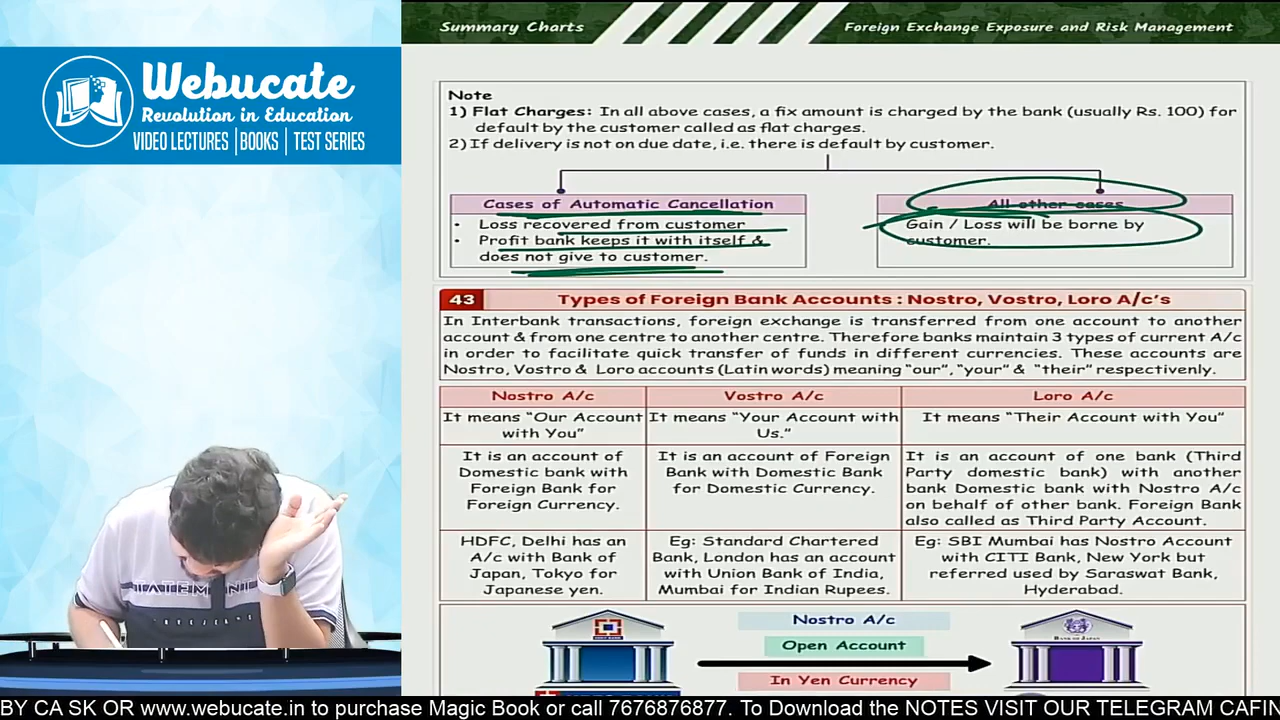 Summary Charts
Foreign Exchange Exposure and Risk Management
Webucate
Revolution in Education
VIDEO LECTURES | BOOKS | TEST SERIES
Note
1) Flat Charges: In all above cases, a fix amount is charged by the bank (usually Rs. 100) for
default by the customer called as flat charges.
2) If delivery is not on due date, i.e. there is default by customer.
Cases of Automatic Cancellation
• Loss recovered from customer
• Profit bank keeps it with itself &
does not give to customer.
All other cases
Gain / Loss will be borne by
customer.
43 Types of Foreign Bank Accounts : Nostro, Vostro, Loro A/c's
In Interbank transactions, foreign exchange is transferred from one account to another
account & from one centre to another centre. Therefore banks maintain 3 types of current A/c
in order to facilitate quick transfer of funds in different currencies. These accounts are
Nostro, Vostro & Loro accounts (Latin words) meaning "our", "your" & "their" respectivenly.
Nostro A/c
Vostro A/c
Loro A/c
It means "Our Account
with You"
It means "Your Account with
Us."
It means "Their Account with You"
It is an account of
Domestic bank with
Foreign Bank for
Foreign Currency.
It is an account of Foreign
Bank with Domestic Bank
for Domestic Currency.
It is an account of one bank (Third
Party domestic bank) with another
bank Domestic bank with Nostro A/c
on behalf of other bank. Foreign Bank
also called as Third Party Account.
HDFC, Delhi has an
A/c with Bank of
Japan, Tokyo for
Japanese yen.
Eg: Standard Chartered
Bank, London has an account
with Union Bank of India,
Mumbai for Indian Rupees.
Eg: SBI Mumbai has Nostro Account
with CITI Bank, New York but
referred used by Saraswat Bank,
Hyderabad.
Nostro A/c
Open Account
In Yen Currency
BANK OF JAPAN
BY CA SK OR www.webucate.in to purchase Magic Book or call 7676876877. To Download the NOTES VISIT OUR TELEGRAM CAFIN